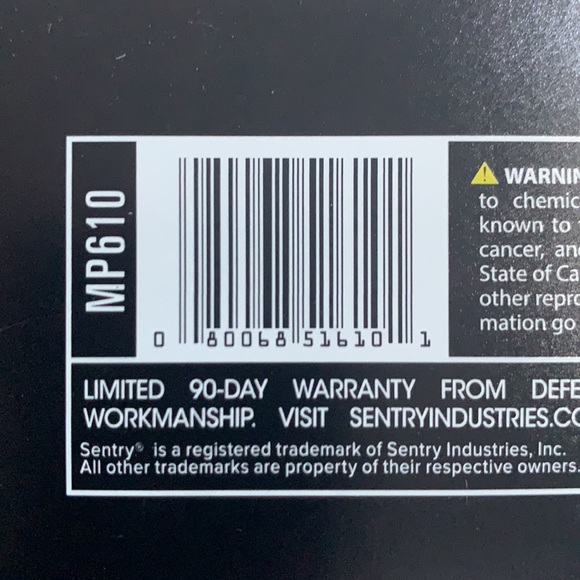 MP610
0 80068 51610 1
WARNIN
to chemic
known to
cancer, an
State of Ca
other repro
mation go
LIMITED 90-DAY WARRANTY FROM DEFE
WORKMANSHIP. VISIT SENTRYINDUSTRIES.CO
Sentry® is a registered trademark of Sentry Industries, Inc.
All other trademarks are property of their respective owners.